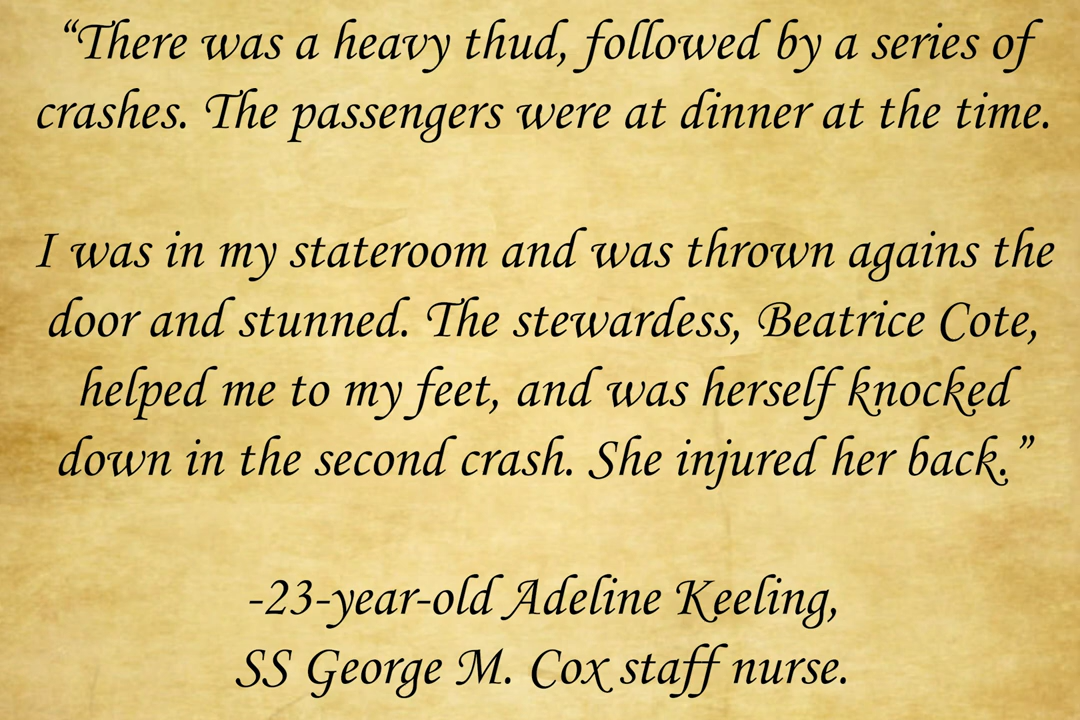 “There was a heavy thud, followed by a series of
crashes. The passengers were at dinner at the time.
I was in my stateroom and was thrown agains the
door and stunned. The stewardess, Beatrice Cote,
helped me to my feet, and was herself knocked
down in the second crash. She injured her back.”
-23-year-old Adeline Keeling,
SS George M. Cox staff nurse.